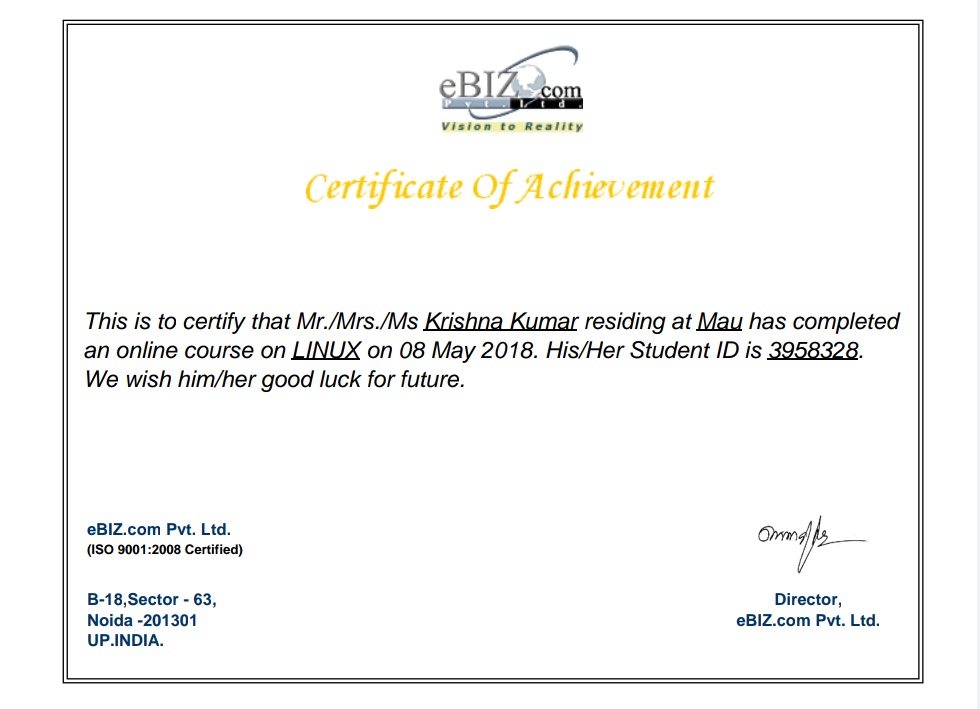 eBIZ.com
Pvt. Ltd.
Vision to Reality
Certificate Of Achievement
This is to certify that Mr./Mrs./Ms Krishna Kumar residing at Mau has completed
an online course on LINUX on 08 May 2018. His/Her Student ID is 3958328.
We wish him/her good luck for future.
eBIZ.com Pvt. Ltd.
(ISO 9001:2008 Certified)
B-18,Sector - 63,
Noida -201301
UP.INDIA.
Director,
eBIZ.com Pvt. Ltd.